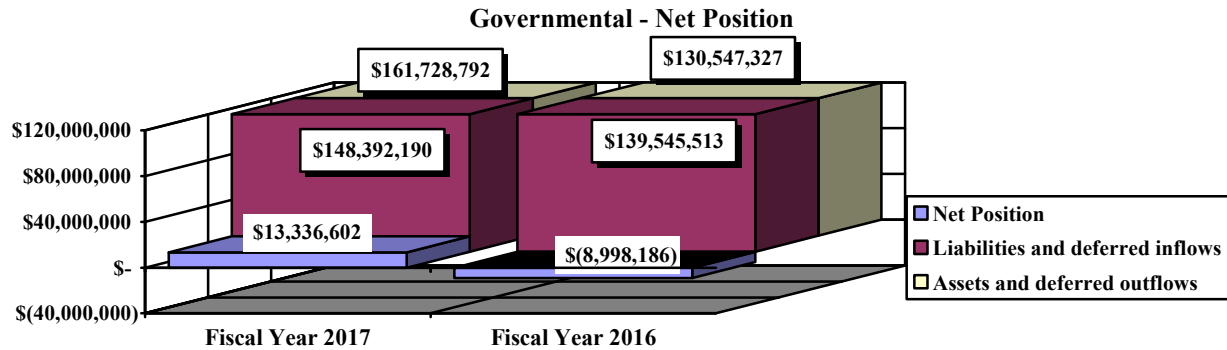 Governmental - Net Position
$161,728,792
$130,547,327
$120,000,000
$148,392,190
$139,545,513
$80,000,000
$40,000,000
$13,336,602
$(8,998,186)
$-
$(40,000,000)
Net Position
Liabilities and deferred inflows
Assets and deferred outflows
Fiscal Year 2017
Fiscal Year 2016